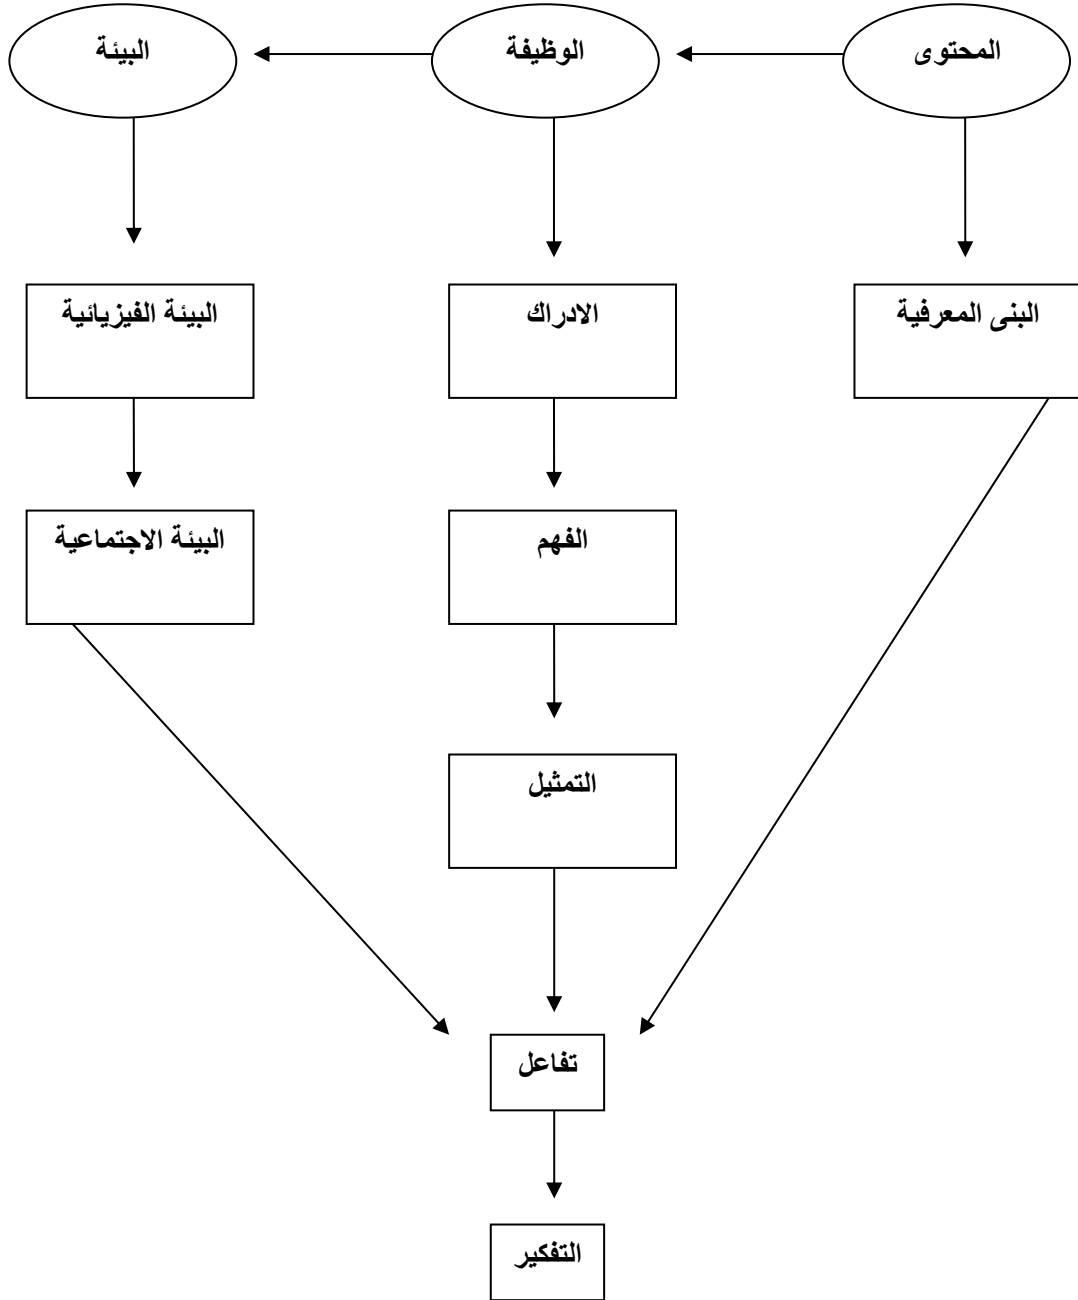 المحتوى
الوظيفة
البيئة
البنى المعرفية
الادراك
البيئة الفيزيائية
الفهم
البيئة الاجتماعية
التمثيل
تفاعل
التفكير